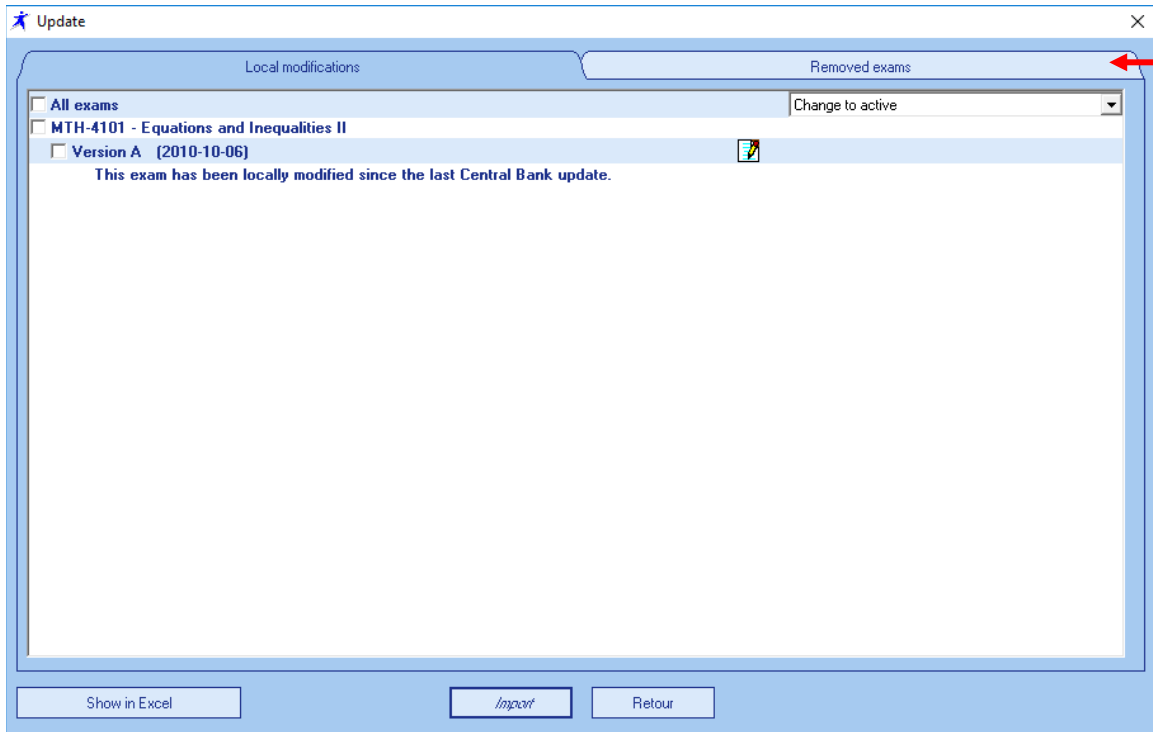 Update
Local modifications
Removed exams
All exams
Change to active
MTH-4101 - Equations and Inequalities II
Version A (2010-10-06)
This exam has been locally modified since the last Central Bank update.
Show in Excel
Import
Retour